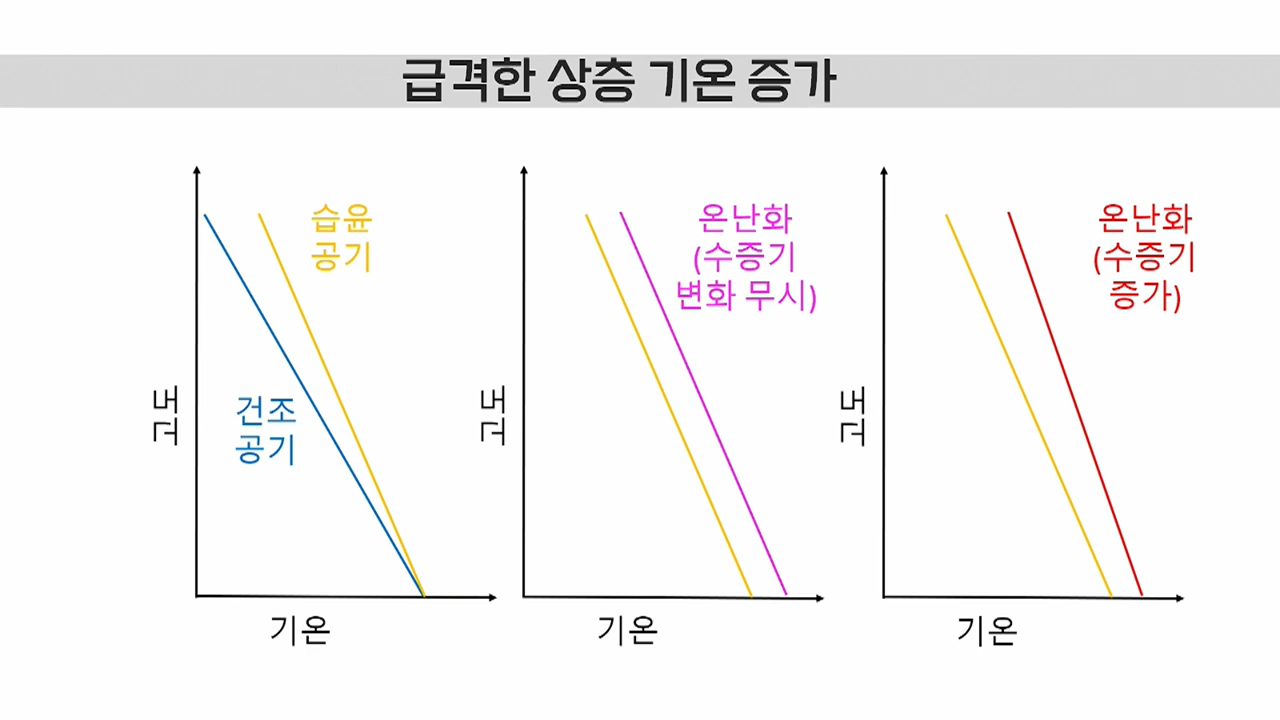 급격한 상층 기온 증가
습윤
공기
건조
공기
고도
기온
온난화
(수증기
변화 무시)
고도
기온
온난화
(수증기
증가)
고도
기온